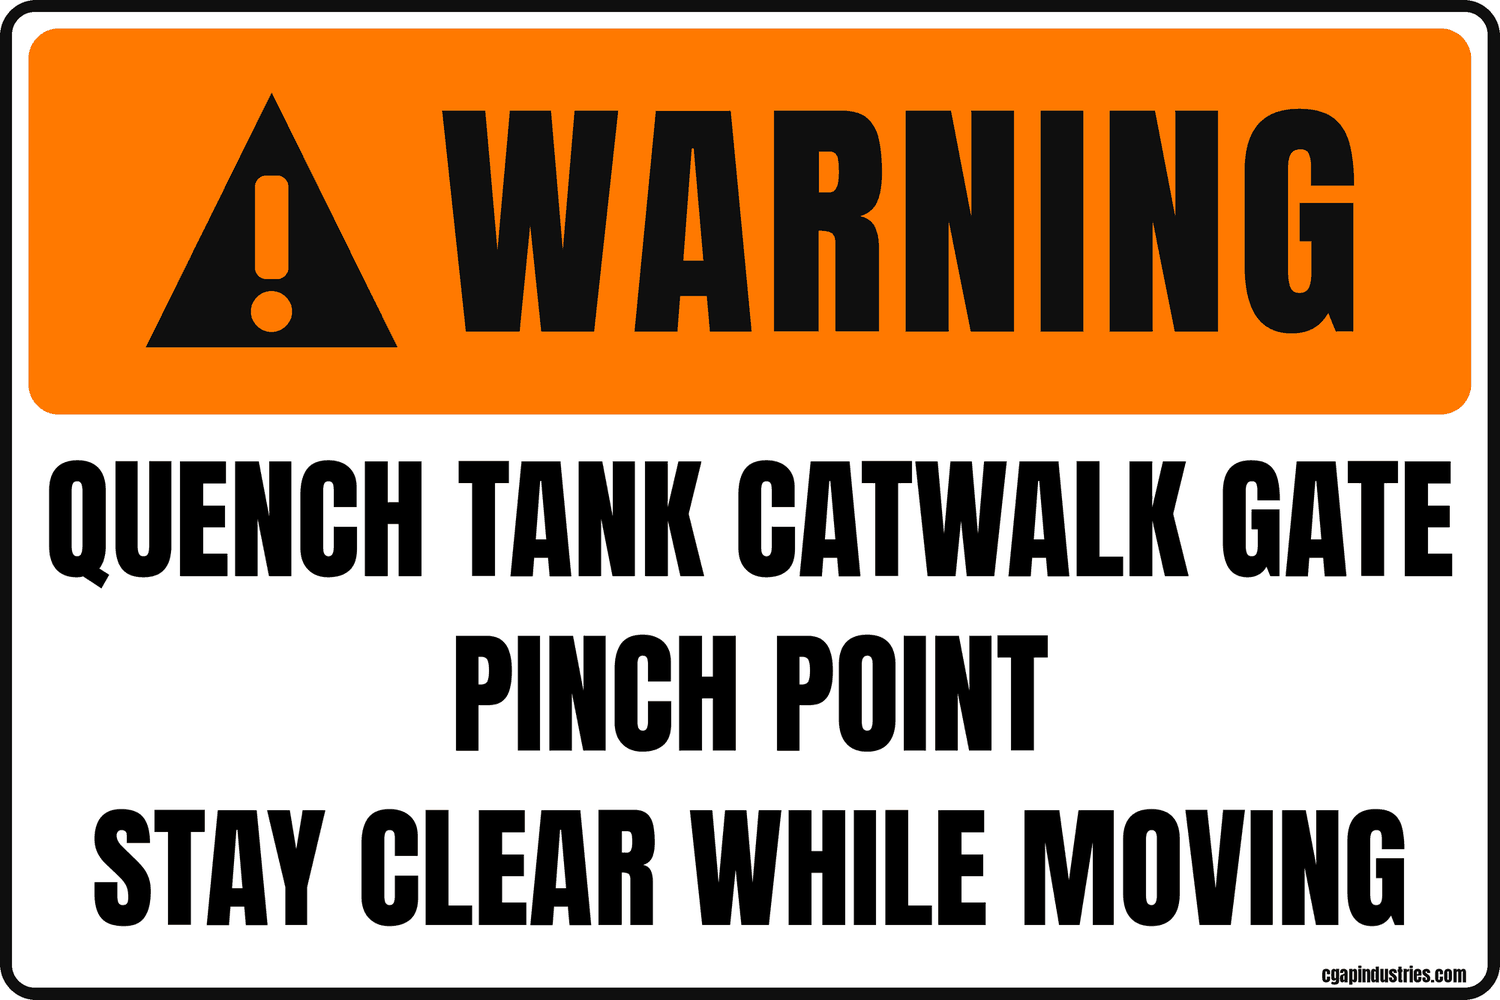 WARNING
QUENCH TANK CATWALK GATE
PINCH POINT
STAY CLEAR WHILE MOVING
cgapindustries.com